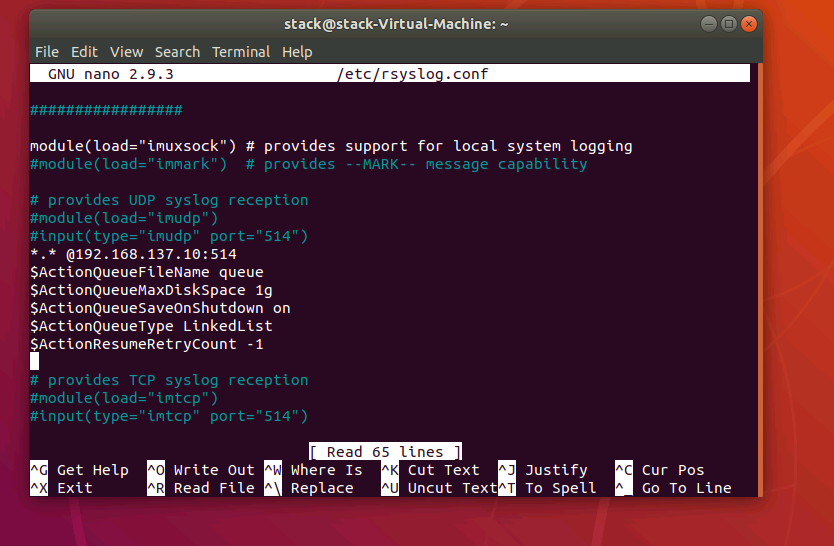 stack@stack-Virtual-Machine: ~
File Edit View Search Terminal Help
GNU nano 2.9.3 /etc/rsyslog.conf
#################
module(load="imuxsock") # provides support for local system logging
#module(load="immark")  # provides --MARK-- message capability
# provides UDP syslog reception
#module(load="imudp")
#input(type="imudp" port="514")
*.* @192.168.137.10:514
$ActionQueueFileName queue
$ActionQueueMaxDiskSpace 1g
$ActionQueueSaveOnShutdown on
$ActionQueueType LinkedList
$ActionResumeRetryCount -1
# provides TCP syslog reception
#module(load="imtcp")
#input(type="imtcp" port="514")
[ Read 65 lines ]
^G Get Help ^O Write Out ^W Where Is ^K Cut Text ^J Justify ^C Cur Pos
^X Exit ^R Read File ^\ Replace ^U Uncut Text ^T To Spell ^_ Go To Line